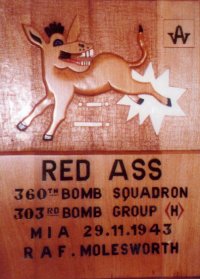 RED ASS
360TH BOMB SQUADRON
303RD BOMB GROUP (H)
MIA 29.11.1943
RAF. MOLESWORTH